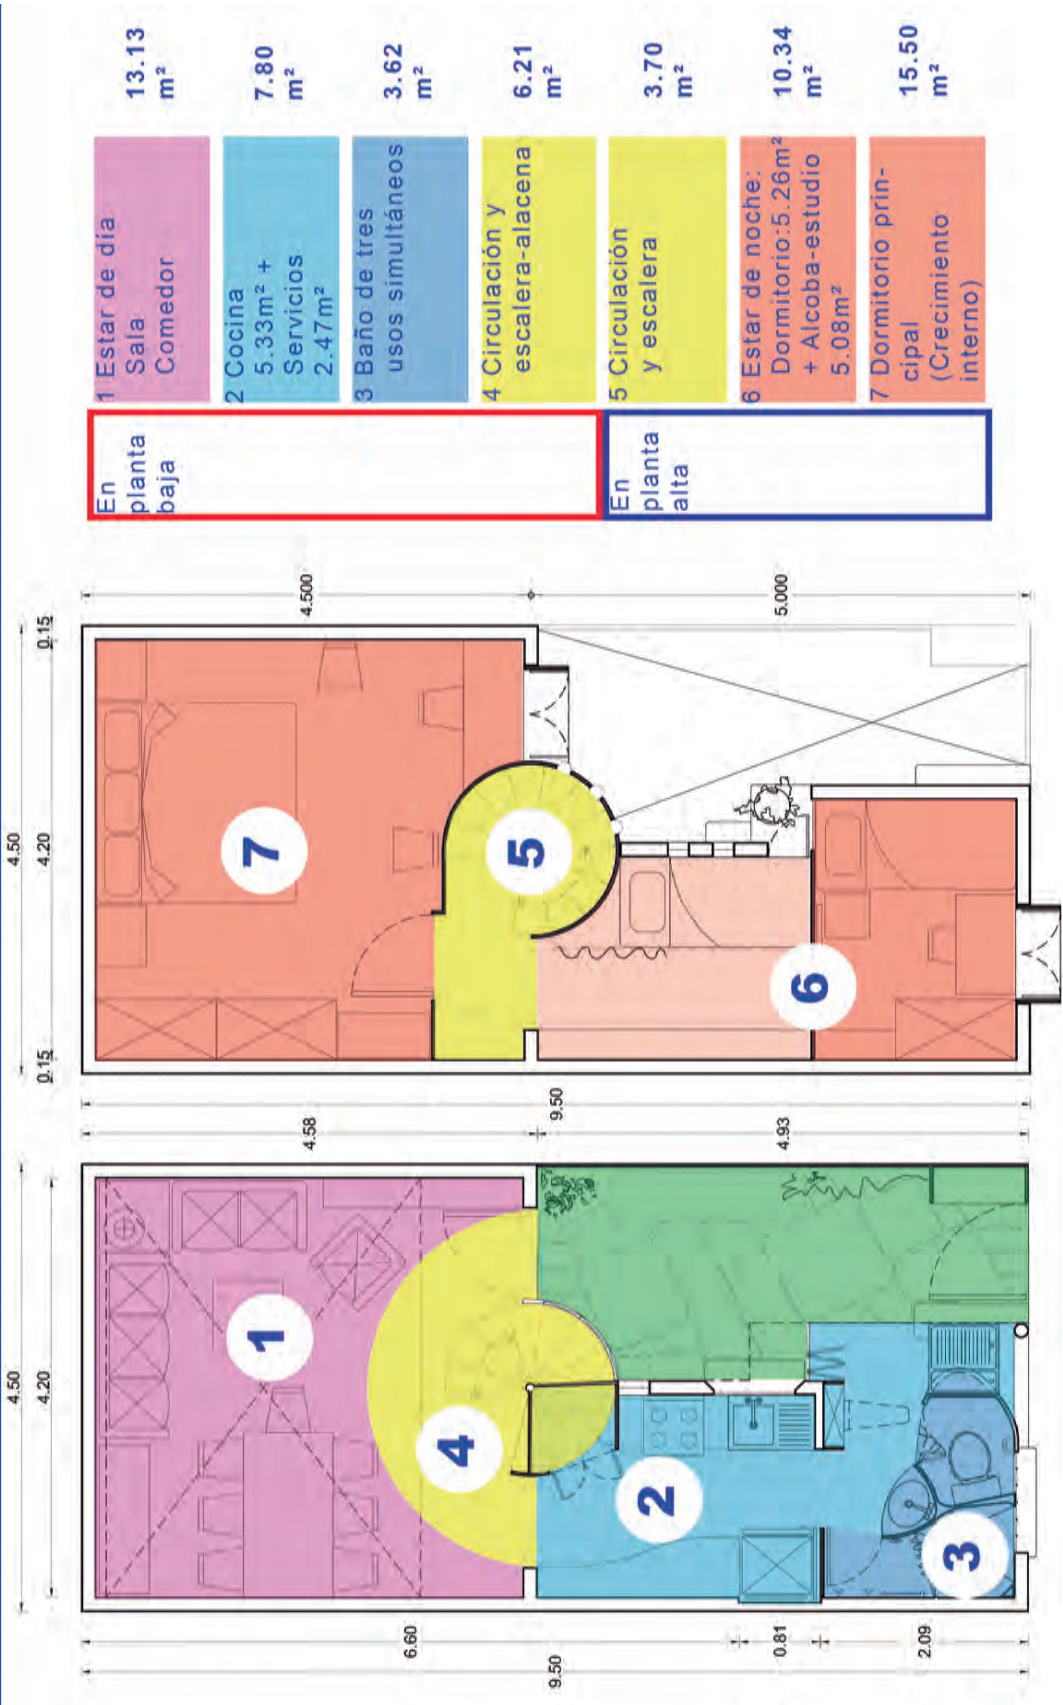 1 Estar de día
Sala
Comedor
13.13
m²
2 Cocina
5.33m² +
Servicios
2.47m²
7.80
m²
3 Baño de tres
usos simultáneos
3.62
m²
4 Circulación y
escalera-alacena
6.21
m²
5 Circulación
y escalera
3.70
m²
6 Estar de noche:
Dormitorio:5.26m²
+ Alcoba-estudio
5.08m²
10.34
m²
7 Dormitorio prin-
cipal
(Crecimiento
interno)
15.50
m²
En
planta
baja
En
planta
alta
4.500
5.000
0.15
4.20
0.15
4.50
7
5
6
9.50
4.58
4.93
4.50
4.20
1
4
2
3
6.60
0.81
2.09
9.50